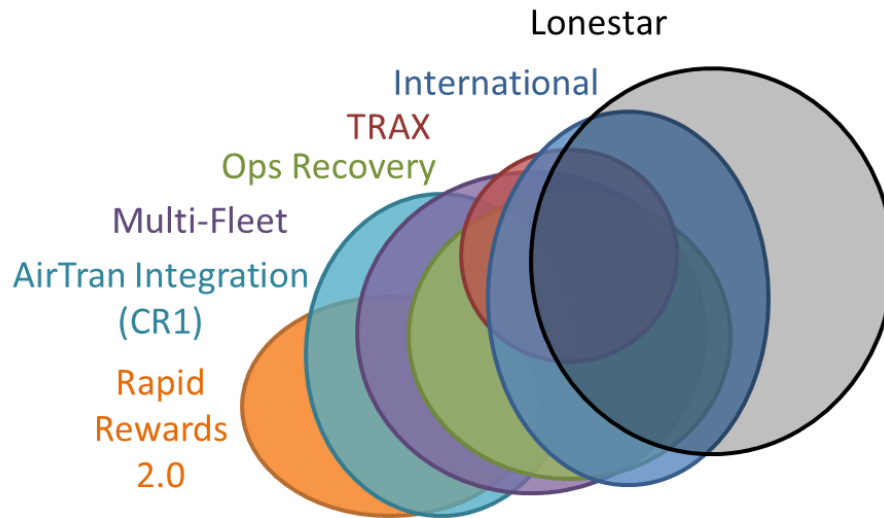 Lonestar
International
TRAX
Ops Recovery
Multi-Fleet
AirTran Integration
(CR1)
Rapid
Rewards
2.0